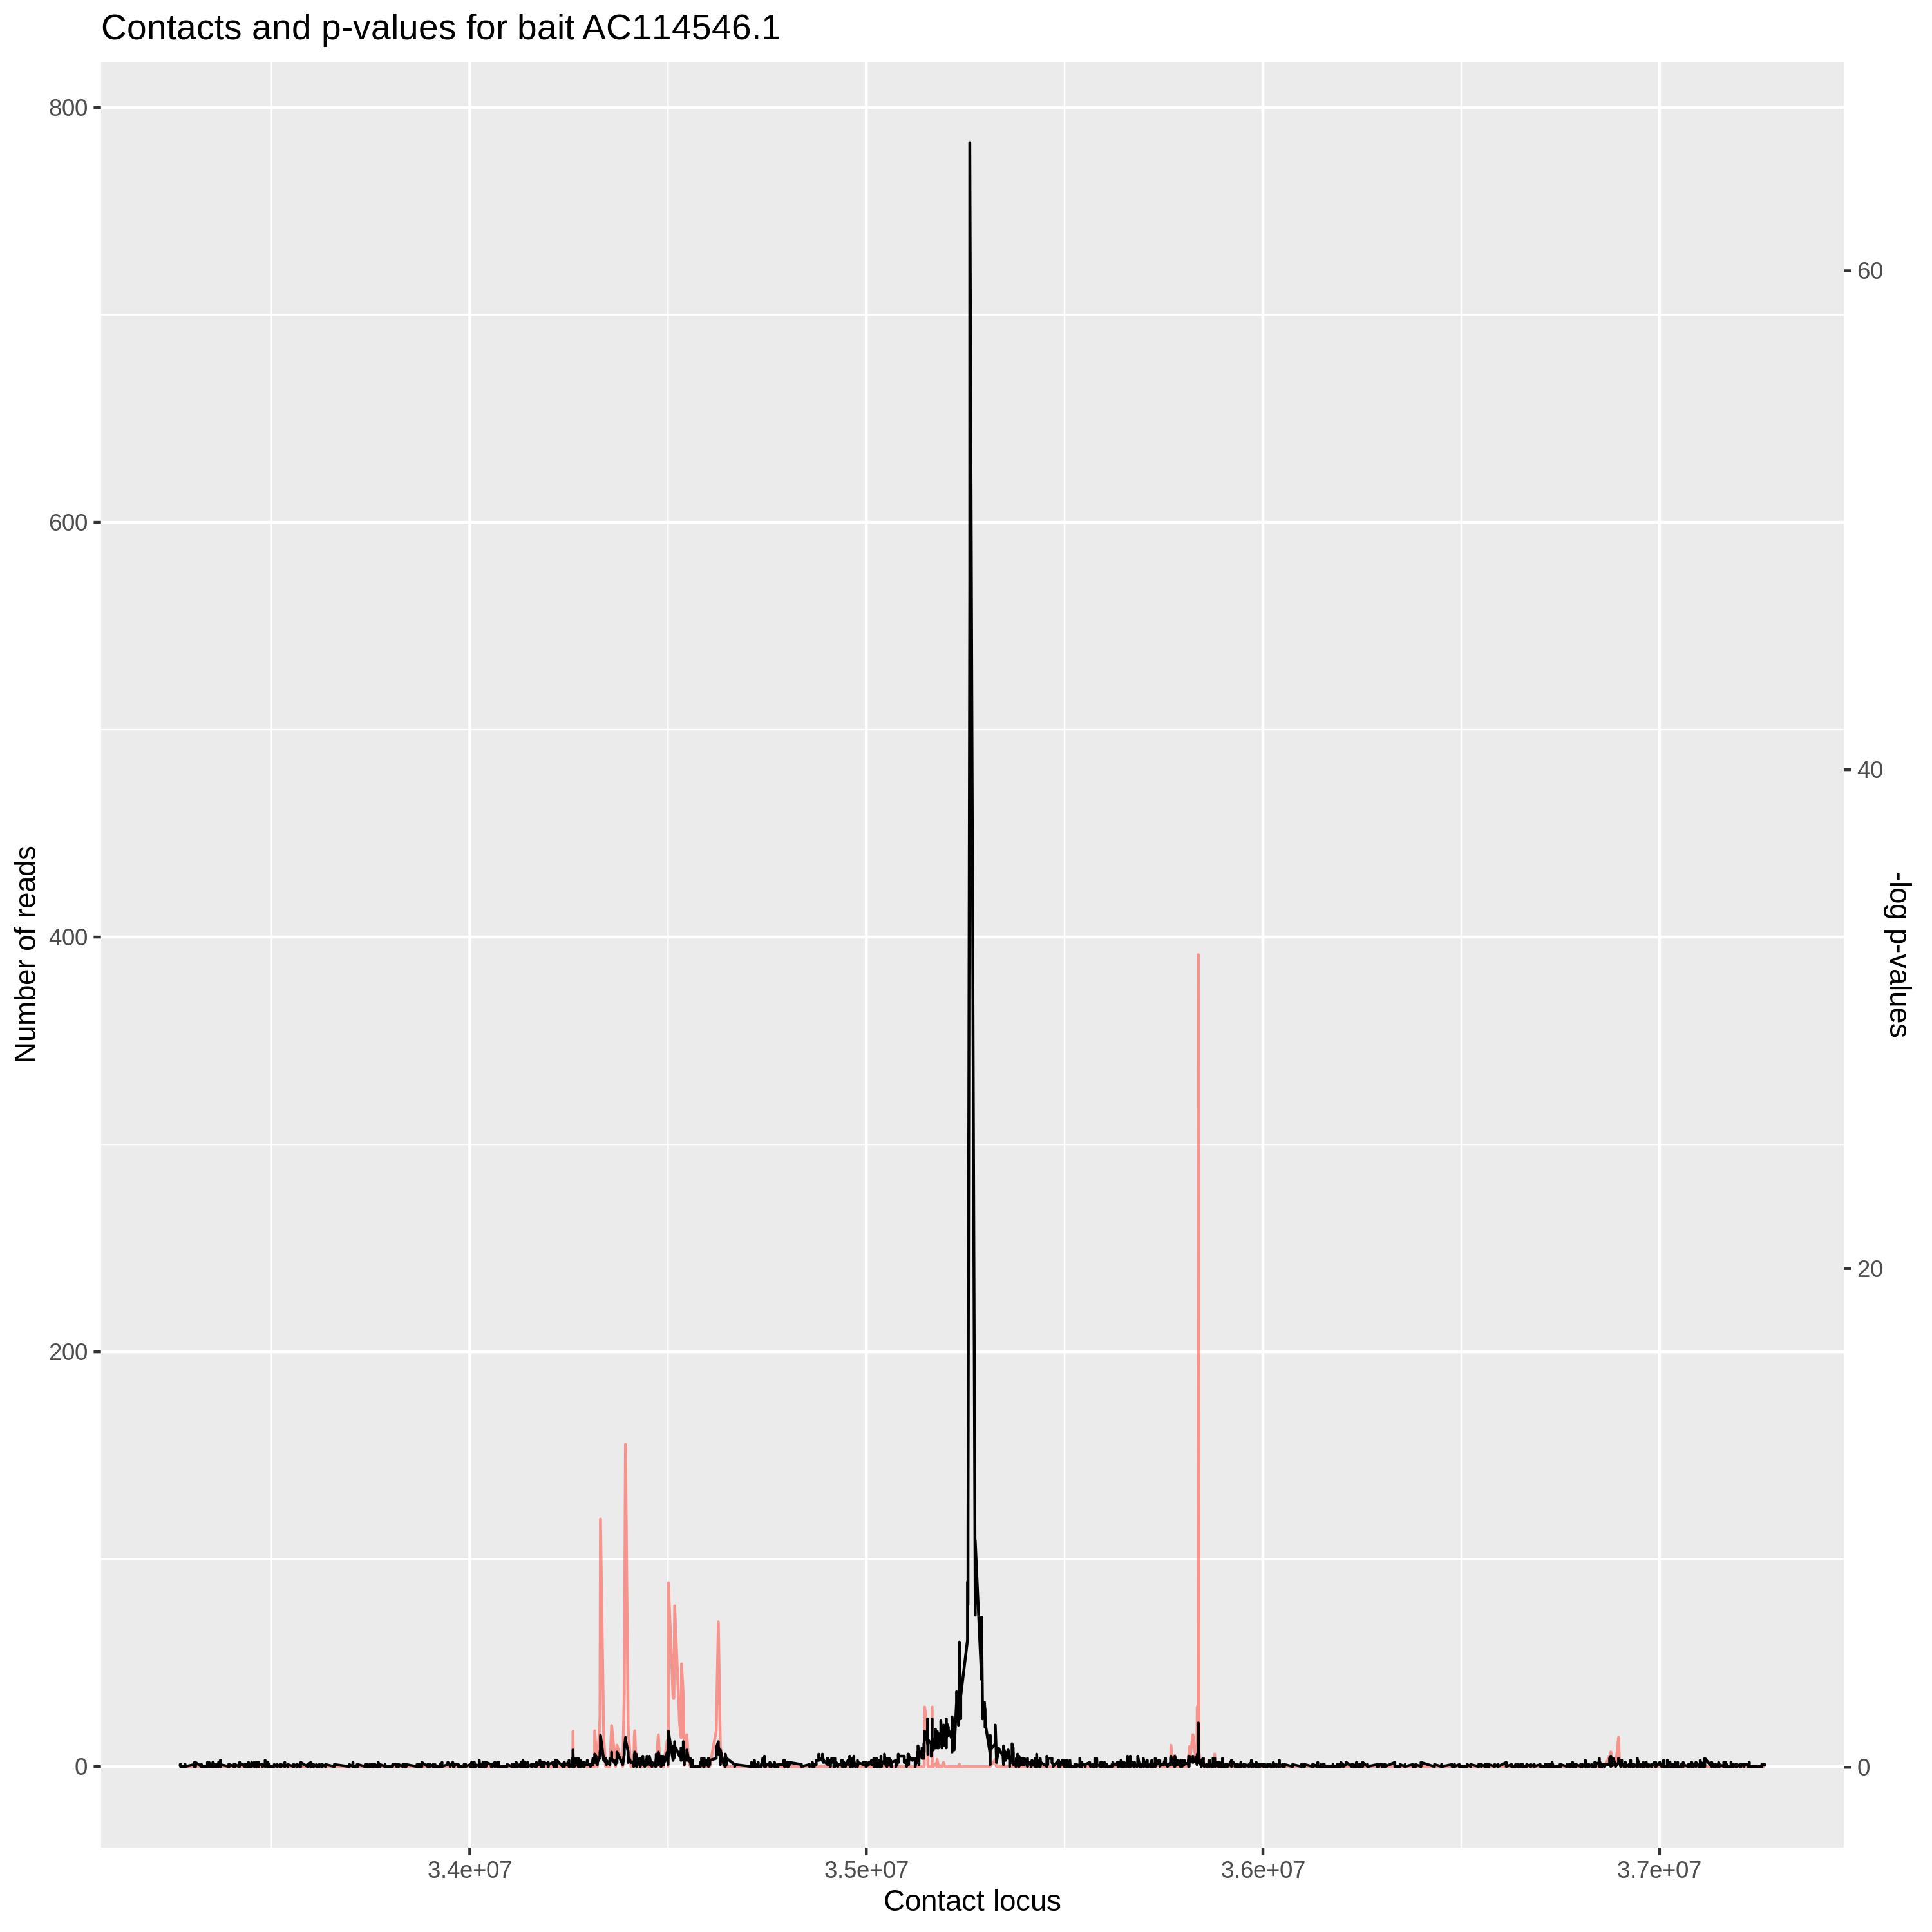 Contacts and p-values for bait AC114546.1
800
600
400
200
0
Number of reads
60
40
20
0
-log p-values
3.4e+07 3.5e+07 3.6e+07 3.7e+07
Contact locus